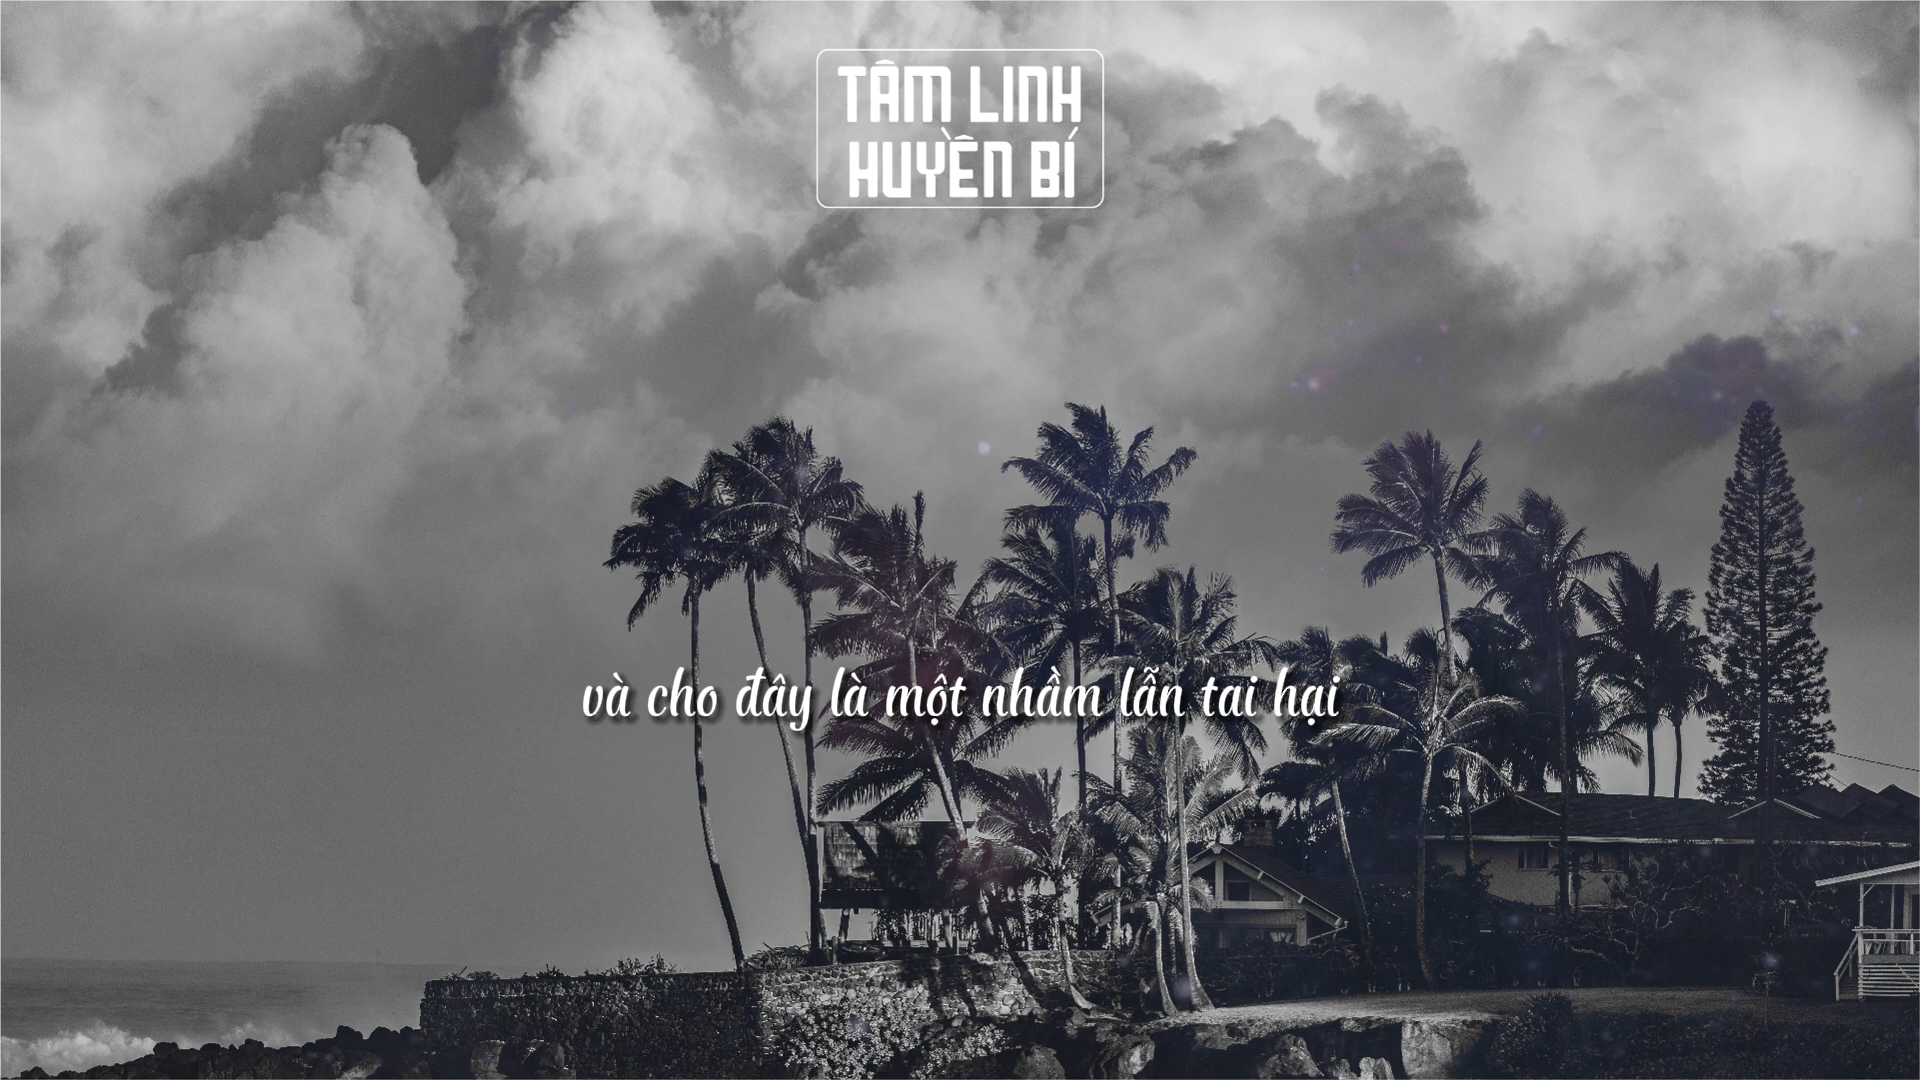 TÂM LINH
HUYỀN BÍ
và cho đây là một nhầm lẫn tai hại